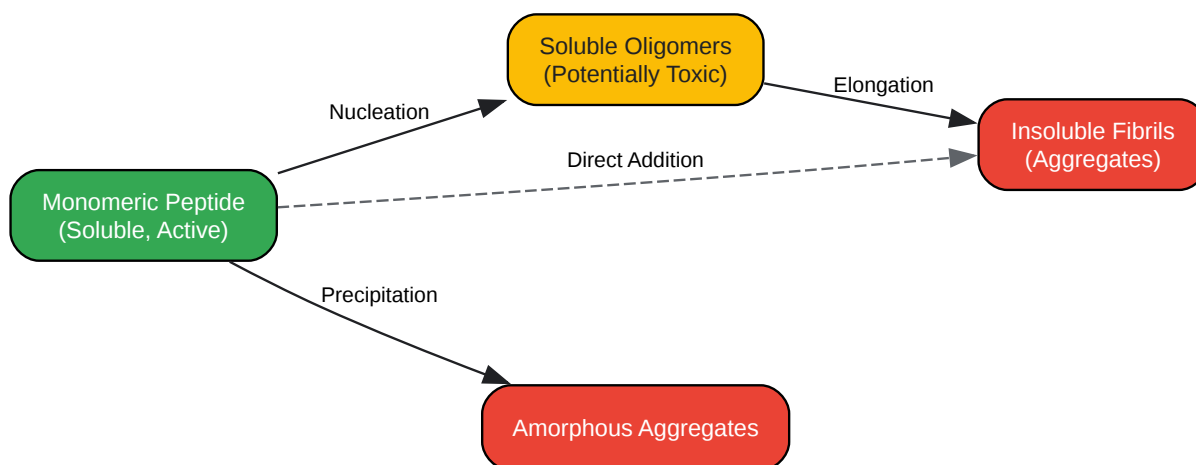 Soluble Oligomers
(Potentially Toxic)
Elongation
Nucleation
Insoluble Fibrils
(Aggregates)
Direct Addition
Monomeric Peptide
(Soluble, Active)
Precipitation
Amorphous Aggregates